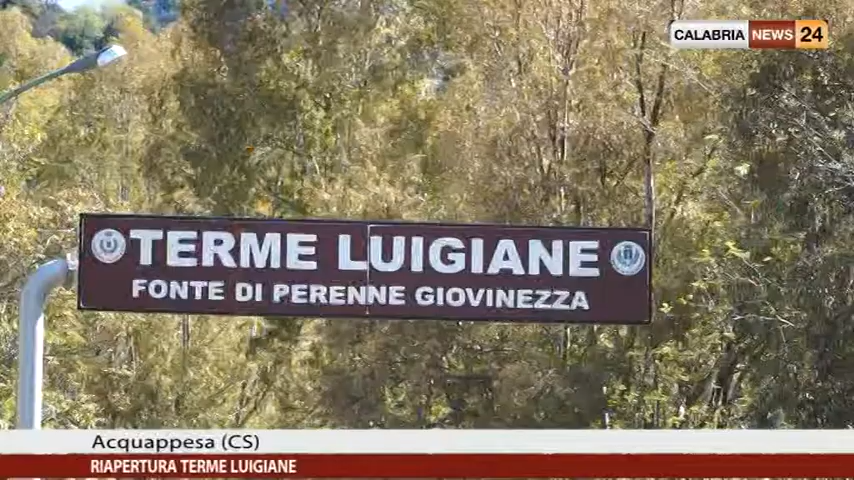 CALABRIA NEWS 24
TERME LUIGIANE
FONTE DI PERENNE GIOVINEZZA
Acquappesa (CS)
RIAPERTURA TERME LUIGIANE